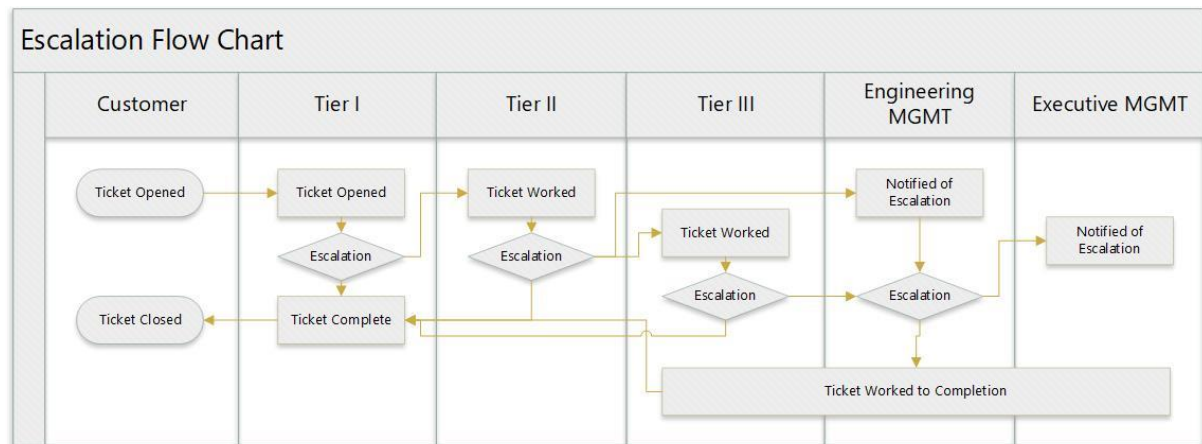 Escalation Flow Chart
Customer
Tier I
Tier II
Tier III
Engineering
MGMT
Executive MGMT
Ticket Opened
Ticket Opened
Ticket Worked
Notified of
Escalation
Ticket Worked
Notified of
Escalation
Escalation
Escalation
Escalation
Escalation
Ticket Closed
Ticket Complete
Ticket Worked to Completion